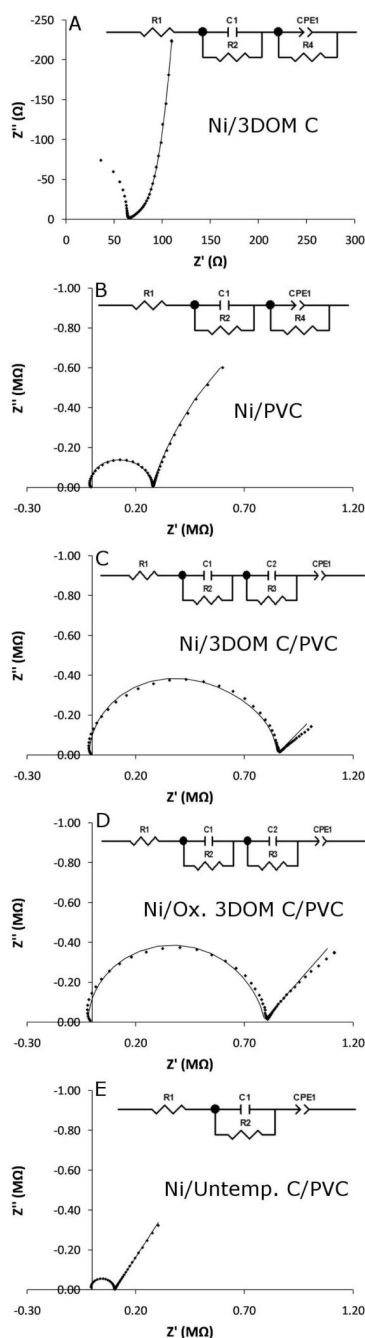 A
-250
-200
-150
-100
-50
0
Z'' (Ω)
R1 C1 CPE1
R2 R4
Ni/3DOM C
0 50 100 150 200 250 300
Z' (Ω)
B
-1.00
-0.80
-0.60
-0.40
-0.20
0.00
Z'' (MΩ)
R1 C1 CPE1
R2 R4
Ni/PVC
-0.30 0.20 0.70 1.20
Z' (MΩ)
C
-1.00
-0.80
-0.60
-0.40
-0.20
0.00
Z'' (MΩ)
R1 C1 C2 CPE1
R2 R3
Ni/3DOM C/PVC
-0.30 0.20 0.70 1.20
Z' (MΩ)
D
-1.00
-0.80
-0.60
-0.40
-0.20
0.00
Z'' (MΩ)
R1 C1 C2 CPE1
R2 R3
Ni/Ox. 3DOM C/PVC
-0.30 0.20 0.70 1.20
Z' (MΩ)
E
-1.00
-0.80
-0.60
-0.40
-0.20
0.00
Z'' (MΩ)
R1 C1 CPE1
R2
Ni/Untemp. C/PVC
-0.30 0.20 0.70 1.20
Z' (MΩ)